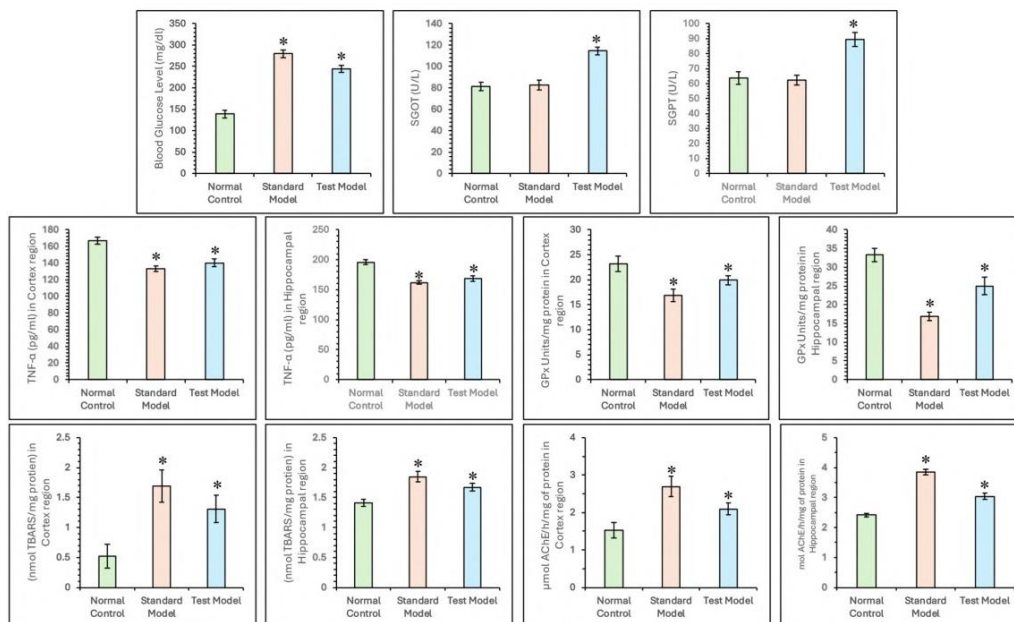 Blood Glucose Level (mg/dl)
350
300
250
200
150
100
50
0
*
*
Normal
Control
Standard
Model
Test Model
SGOT (U/L)
140
120
100
80
60
40
20
0
*
Normal
Control
Standard
Model
Test Model
SGPT (U/L)
100
90
80
70
60
50
40
30
20
10
0
*
Normal
Control
Standard
Model
Test Model
TNF-α (pg/ml) in Cortex region
180
160
140
120
100
80
60
40
20
0
*
*
Normal
Control
Standard
Model
Test Model
TNF-α (pg/ml) in Hippocampal
region
200
150
100
50
0
*
*
Normal
Control
Standard
Model
Test Model
GPx Units/mg protein in Cortex
region
30
25
20
15
10
5
0
*
*
Normal
Control
Standard
Model
Test Model
GPx Units/mg protein in
Hippocampal region
40
35
30
25
20
15
10
5
0
*
*
Normal
Control
Standard
Model
Test Model
(nmol TBARS/mg protien) in
Cortex region
2.5
2
1.5
1
0.5
0
*
*
Normal
Control
Standard
Model
Test Model
(nmol TBARS/mg protien) in
Hippocampal region
2.5
2
1.5
1
0.5
0
*
*
Normal
Control
Standard
Model
Test Model
µmol AChE/h/mg of protein in
Cortex region
4
3
2
1
0
*
*
Normal
Control
Standard
Model
Test Model
mol AChE/h/mg of protein in
Hippocampal region
5
4
3
2
1
0
*
*
Normal
Control
Standard
Model
Test Model